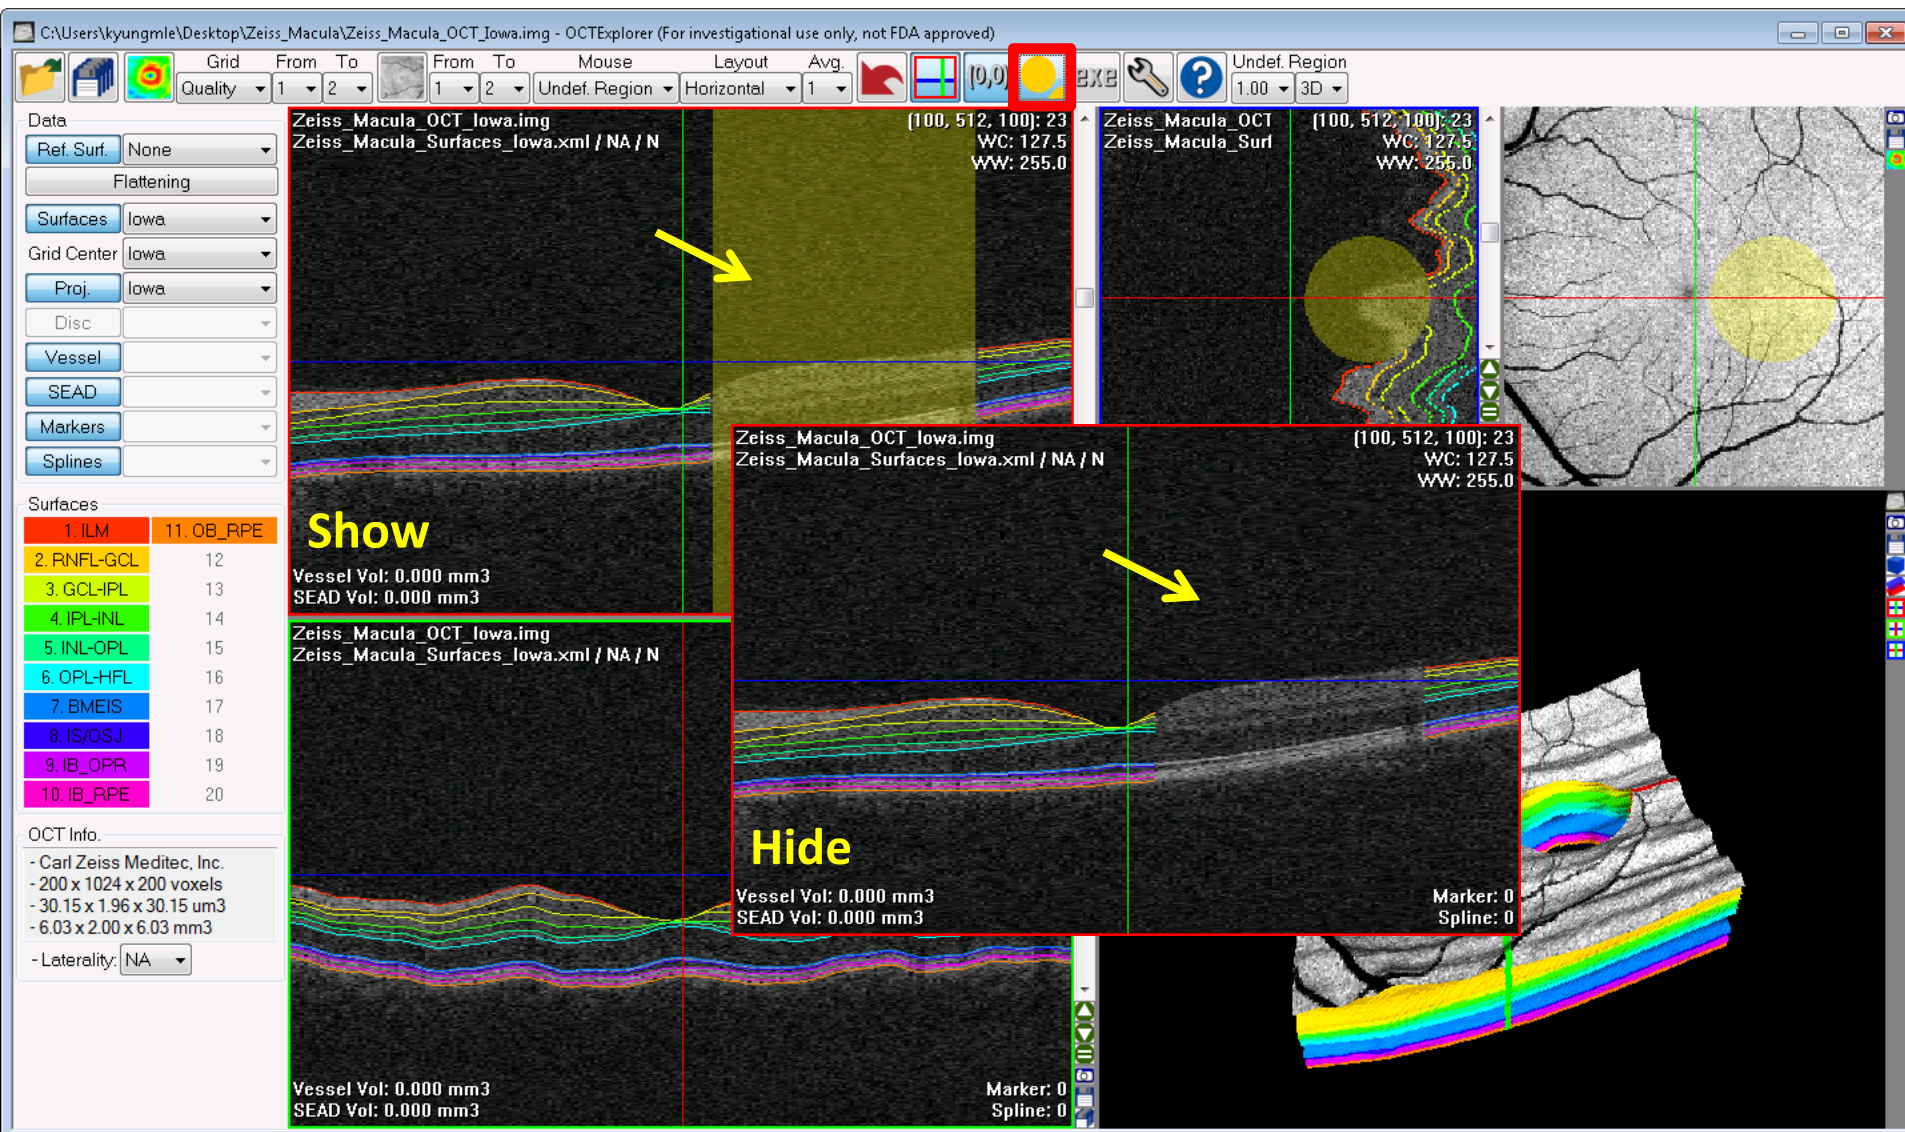 C:\Users\kyungmle\Desktop\Zeiss_Macula\Zeiss_Macula_OCT_Iowa.img - OCTExplorer (For investigational use only, not FDA approved)
Grid From To From To Mouse Layout Avg. Undef. Region
Quality 1 2 1 2 Undef. Region Horizontal 1 (0,0) EXE ? 1.00 3D
Data
Ref. Surf. None
Flattening
Surfaces Iowa
Grid Center Iowa
Proj. Iowa
Disc
Vessel
SEAD
Markers
Splines
Surfaces
1. ILM 11. OB_RPE
2. RNFL-GCL 12
3. GCL-IPL 13
4. IPL-INL 14
5. INL-OPL 15
6. OPL-HFL 16
7. BMEIS 17
8. IS/OSJ 18
9. IB_OPR 19
10. IB_RPE 20
OCT Info.
- Carl Zeiss Meditec, Inc.
- 200 x 1024 x 200 voxels
- 30.15 x 1.96 x 30.15 um3
- 6.03 x 2.00 x 6.03 mm3
- Laterality: NA
Zeiss_Macula_OCT_Iowa.img (100, 512, 100): 23
Zeiss_Macula_Surfaces_Iowa.xml / NA / N WC: 127.5
WW: 255.0
Show
Vessel Vol: 0.000 mm3
SEAD Vol: 0.000 mm3
Zeiss_Macula_OCT (100, 512, 100): 23
Zeiss_Macula_Surf WC: 127.5
WW: 255.0
Zeiss_Macula_OCT_Iowa.img (100, 512, 100): 23
Zeiss_Macula_Surfaces_Iowa.xml / NA / N WC: 127.5
WW: 255.0
Hide
Vessel Vol: 0.000 mm3 Marker: 0
SEAD Vol: 0.000 mm3 Spline: 0
Zeiss_Macula_OCT_Iowa.img
Zeiss_Macula_Surfaces_Iowa.xml / NA / N
Vessel Vol: 0.000 mm3 Marker: 0
SEAD Vol: 0.000 mm3 Spline: 0